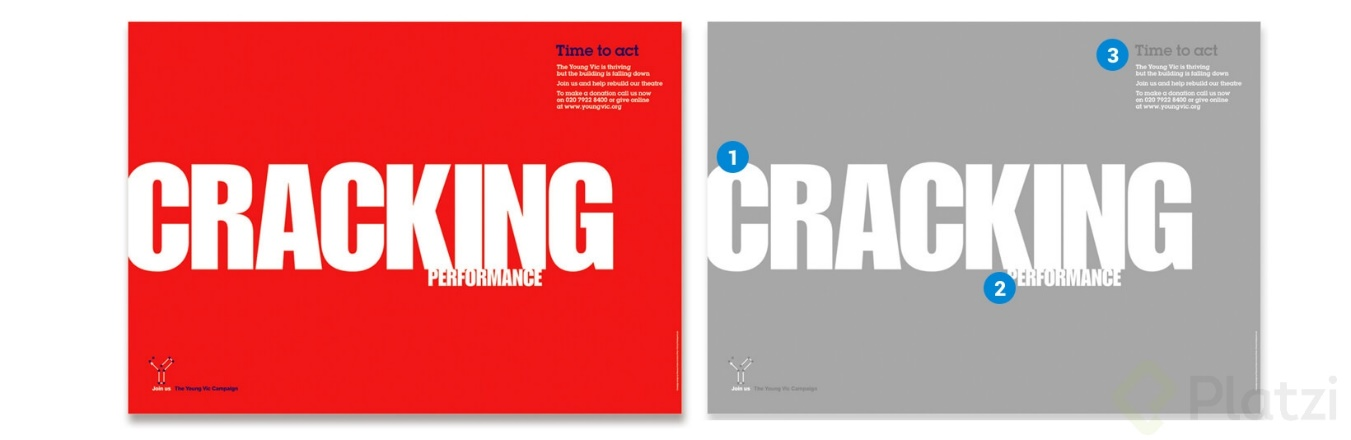 Time to act
The Young Vic is thriving
but the building is falling down
Join us and help rebuild our theatre
To make a donation call us now
on 020 7922 8400 or give online
at www.youngvic.org
CRACKING
PERFORMANCE
Join us The Young Vic Campaign
3
Time to act
The Young Vic is thriving
but the building is falling down
Join us and help rebuild our theatre
To make a donation call us now
on 020 7922 8400 or give online
at www.youngvic.org
1
CRACKING
2
PERFORMANCE
Join us The Young Vic Campaign
Platzi